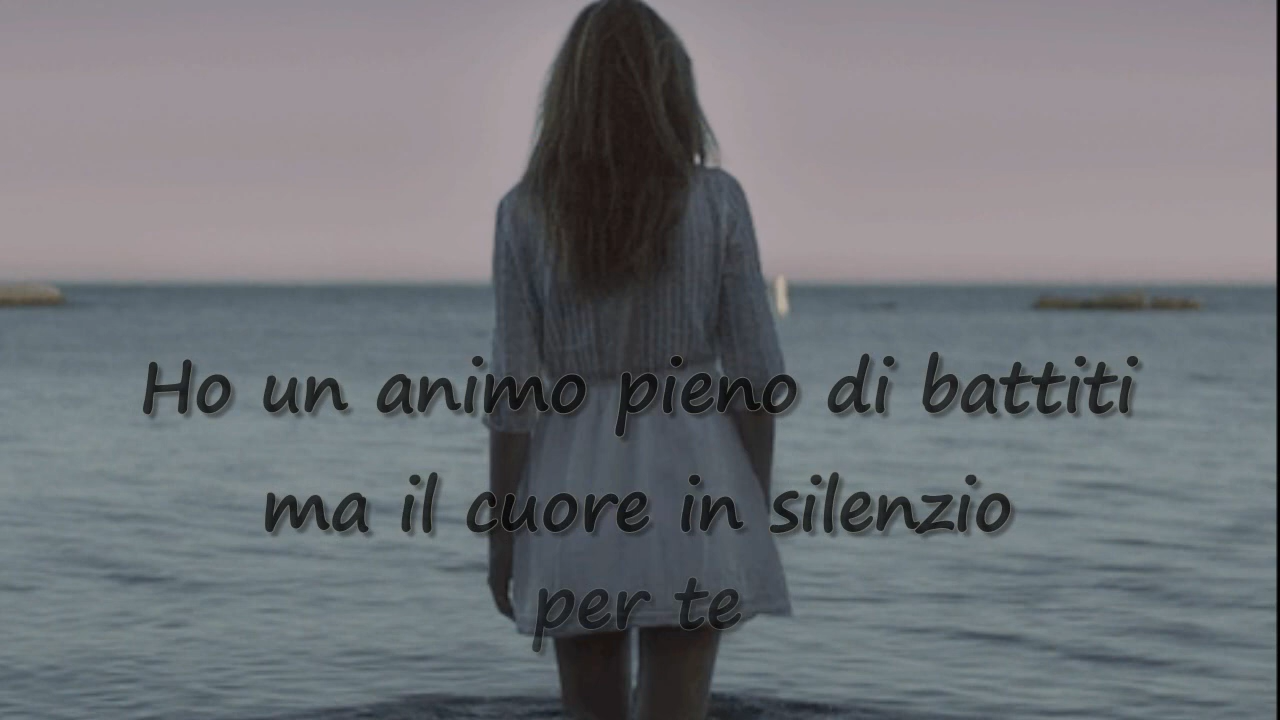 Ho un animo pieno di battiti
ma il cuore in silenzio
per te